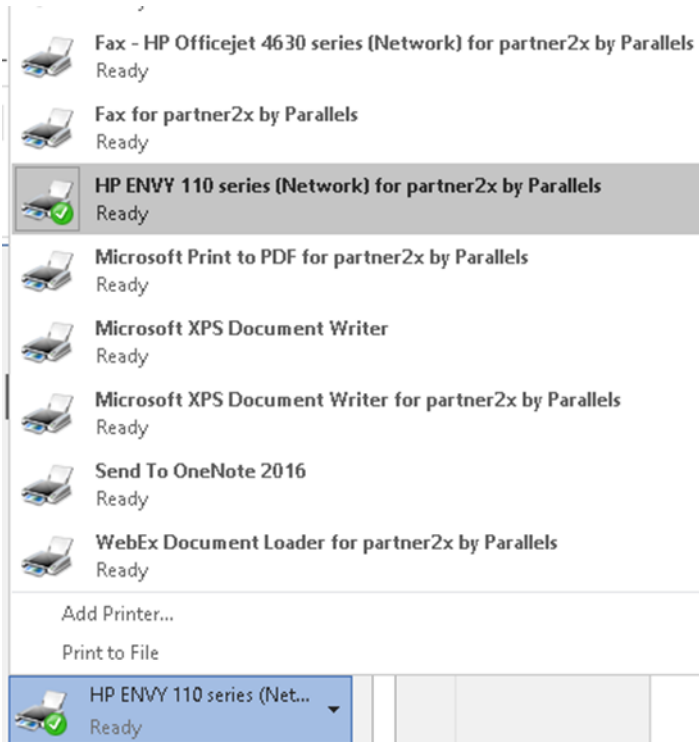 Fax - HP Officejet 4630 series (Network) for partner2x by Parallels
Ready
Fax for partner2x by Parallels
Ready
HP ENVY 110 series (Network) for partner2x by Parallels
Ready
Microsoft Print to PDF for partner2x by Parallels
Ready
Microsoft XPS Document Writer
Ready
Microsoft XPS Document Writer for partner2x by Parallels
Ready
Send To OneNote 2016
Ready
WebEx Document Loader for partner2x by Parallels
Ready
Add Printer...
Print to File
HP ENVY 110 series (Net...
Ready